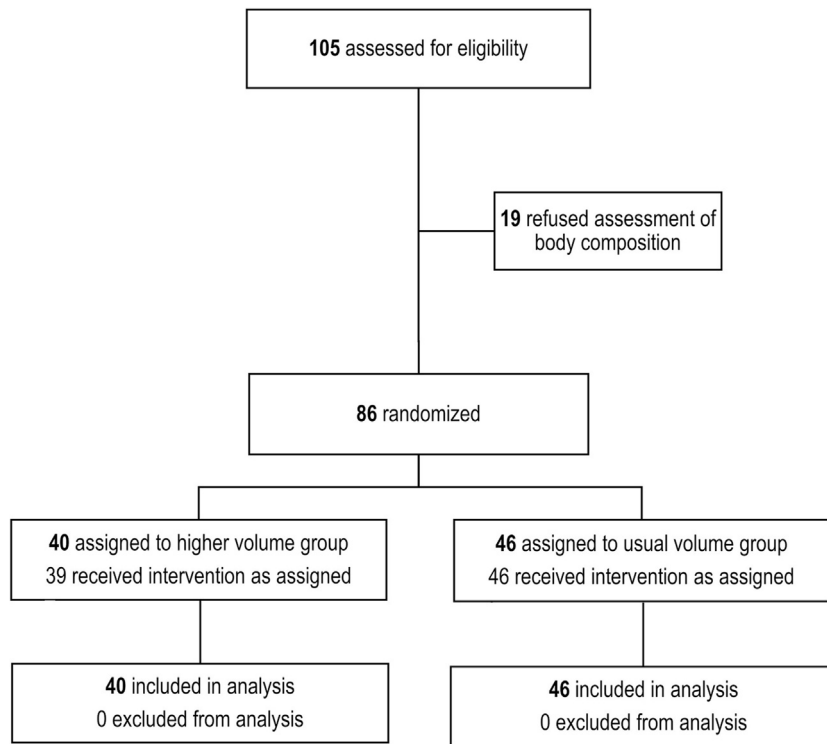 105 assessed for eligibility
19 refused assessment of
body composition
86 randomized
40 assigned to higher volume group
39 received intervention as assigned
46 assigned to usual volume group
46 received intervention as assigned
40 included in analysis
0 excluded from analysis
46 included in analysis
0 excluded from analysis